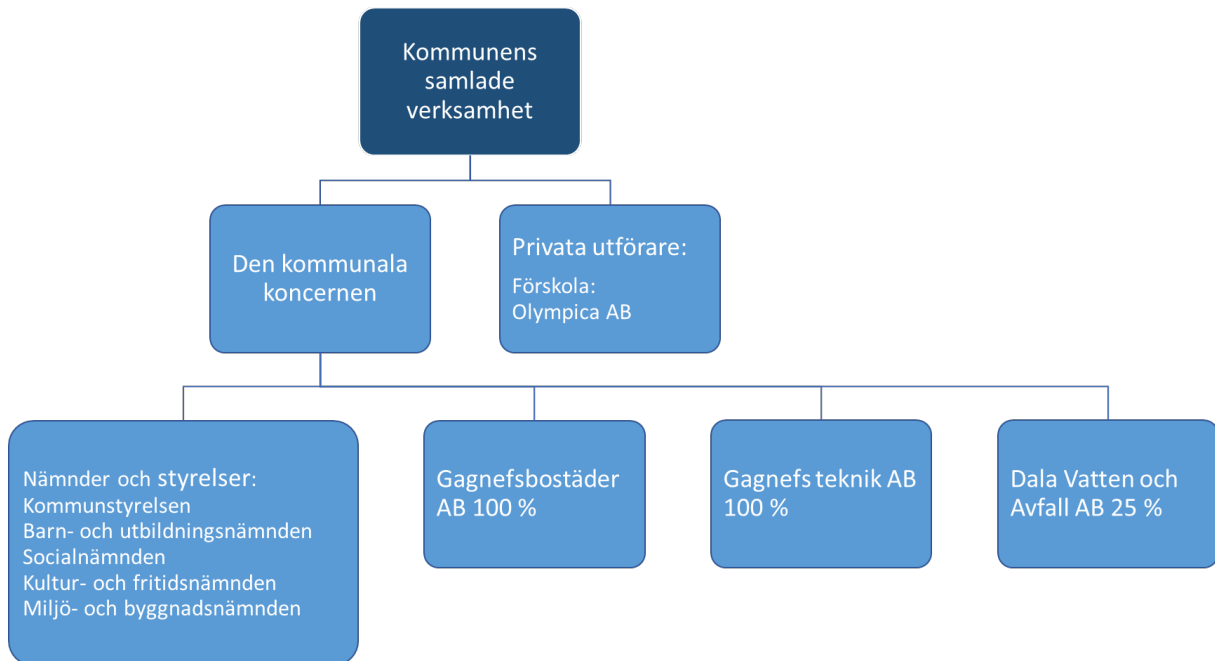 Kommunens
samlade
verksamhet
Den kommunala
koncernen
Privata utförare:
Förskola:
Olympica AB
Nämnder och styrelser:
Kommunstyrelsen
Barn- och utbildningsnämnden
Socialnämnden
Kultur- och fritidsnämnden
Miljö- och byggnadsnämnden
Gagnefsbostäder
AB 100 %
Gagnefs teknik AB
100 %
Dala Vatten och
Avfall AB 25 %